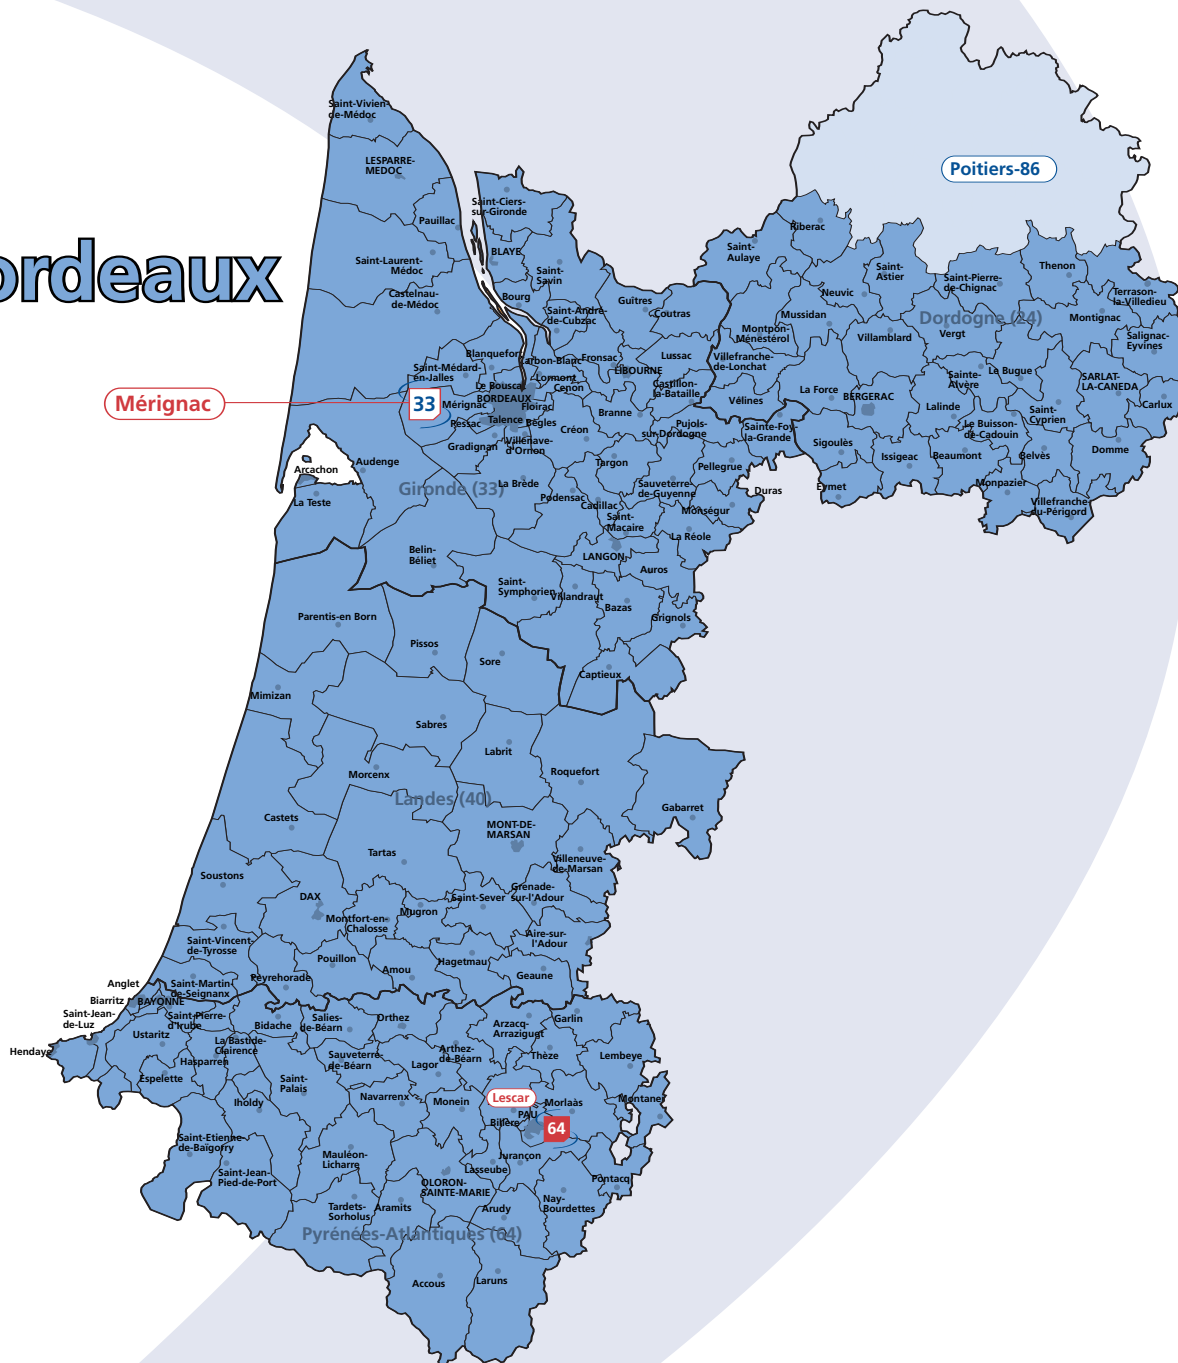 Saint-Vivien-
de-Médoc
LESPARRE-
MEDOC
Poitiers-86
Saint-Ciers-
sur-Gironde
Pauillac
Riberac
BLAYE
Saint-
Aulaye
ordeaux
Saint-Laurent-
Médoc
Saint-
Savin
Saint-
Astier
Thenon
Saint-Pierre-
de-Chignac
Castelnau-
de-Médoc
Bourg
Guîtres
Neuvic
Terrason-
la-Villedieu
Saint-André-
de-Cubzac
Coutras
Mussidan
Dordogne (24)
Montignac
Montpon-
Ménéstérol
Villamblard
Vergt
Salignac-
Eyvines
Blanquefort
Carbon-Blanc
Fronsac
Lussac
Villefranche-
de-Lonchat
Saint-Médard-
en-Jalles
LIBOURNE
Lormont
Cenon
Castillon-
la-Bataille
Sainte-
Alvère
Le Bugue
SARLAT-
LA-CANEDA
Le Bouscat
BORDEAUX
La Force
BERGERAC
Vélines
Mérignac
33
Mérignac
Floirac
Branne
Lalinde
Saint-
Cyprien
Carlux
Pessac
Talence
Bègles
Créon
Pujols-
sur-Dordogne
Sainte-Foy-
la-Grande
Le Buisson-
de-Cadouin
Gradignan
Villenave-
d'Ornon
Sigoulès
Issigeac
Beaumont
Belvès
Domme
Arcachon
Audenge
Targon
Pellegrue
Gironde (33)
La Brède
Sauveterre-
de-Guyenne
Duras
Eymet
Monpazier
La Teste
Podensac
Cadillac
Monségur
Villefranche-
du-Périgord
Saint-
Macaire
La Réole
Belin-
Béliet
LANGON
Auros
Saint-
Symphorien
Villandraut
Bazas
Grignols
Parentis-en Born
Pissos
Sore
Captieux
Mimizan
Sabres
Labrit
Roquefort
Morcenx
Landes (40)
Gabarret
Castets
MONT-DE-
MARSAN
Tartas
Villeneuve-
de-Marsan
Soustons
DAX
Saint-Sever
Grenade-
sur-l'Adour
Montfort-en-
Chalosse
Mugron
Aire-sur-
l'Adour
Saint-Vincent-
de-Tyrosse
Pouillon
Amou
Hagetmau
Geaune
Peyrehorade
Anglet
Saint-Martin-
de-Seignanx
Biarritz
BAYONNE
Saint-Jean-
de-Luz
Saint-Pierre-
d'Irube
Bidache
Salies-
de-Béarn
Orthez
Arzacq-
Arraziguet
Garlin
Hendaye
Ustaritz
La Bastide-
Clairence
Hasparren
Sauveterre-
de-Béarn
Arthez-
de-Béarn
Lagor
Thèze
Lembeye
Espelette
Saint-
Palais
Iholdy
Navarrenx
Monein
Lescar
Morlaàs
Montaner
PAU
Billère
64
Saint-Etienne-
de-Baïgorry
Mauléon-
Licharre
Jurançon
Lasseube
Saint-Jean-
Pied-de-Port
OLORON-
SAINTE-MARIE
Pontacq
Tardets-
Sorholus
Aramits
Arudy
Nay-
Bourdettes
Pyrénées-Atlantiques (64)
Accous
Laruns